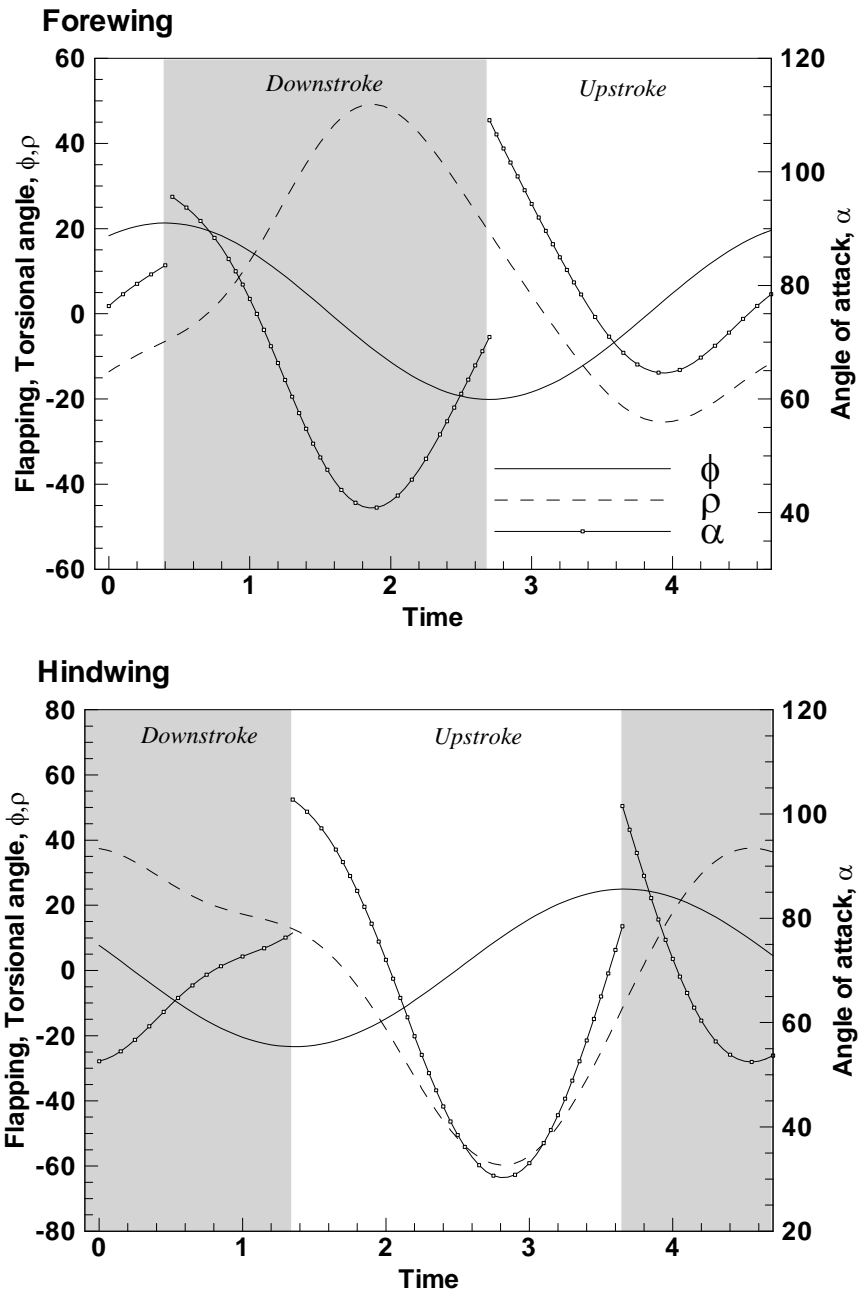 Forewing
Downstroke
Upstroke
60
40
20
0
-20
-40
-60
Flapping, Torsional angle, ϕ,ρ
120
100
80
60
40
Angle of attack, α
ϕ
ρ
α
0 1 2 3 4
Time
Hindwing
Downstroke
Upstroke
80
60
40
20
0
-20
-40
-60
-80
Flapping, Torsional angle, ϕ,ρ
120
100
80
60
40
20
Angle of attack, α
0 1 2 3 4
Time